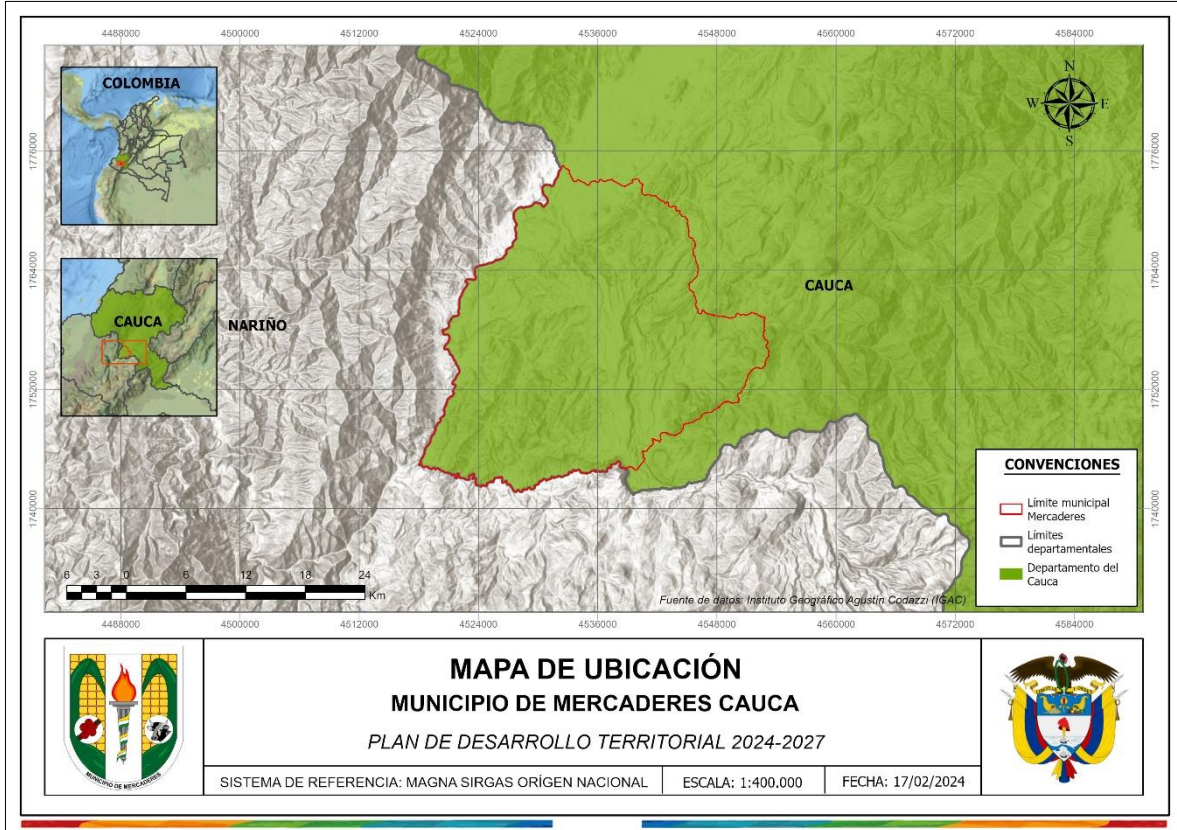 4488000 4500000 4512000 4524000 4536000 4548000 4560000 4572000 4584000
COLOMBIA
N
W E
S
1776000 1776000
1764000 1764000
CAUCA
CAUCA
NARIÑO
1752000 1752000
1740000 1740000
CONVENCIONES
Límite municipal
Mercaderes
Límites
departamentales
Departamento del
Cauca
6 3 0 6 12 18 24
Km
Fuente de datos: Instituto Geográfico Agustín Codazzi (IGAC)
4488000 4500000 4512000 4524000 4536000 4548000 4560000 4572000 4584000
MAPA DE UBICACIÓN
MUNICIPIO DE MERCADERES CAUCA
PLAN DE DESARROLLO TERRITORIAL 2024-2027
MUNICIPIO DE MERCADERES
SISTEMA DE REFERENCIA: MAGNA SIRGAS ORÍGEN NACIONAL
ESCALA: 1:400.000
FECHA: 17/02/2024